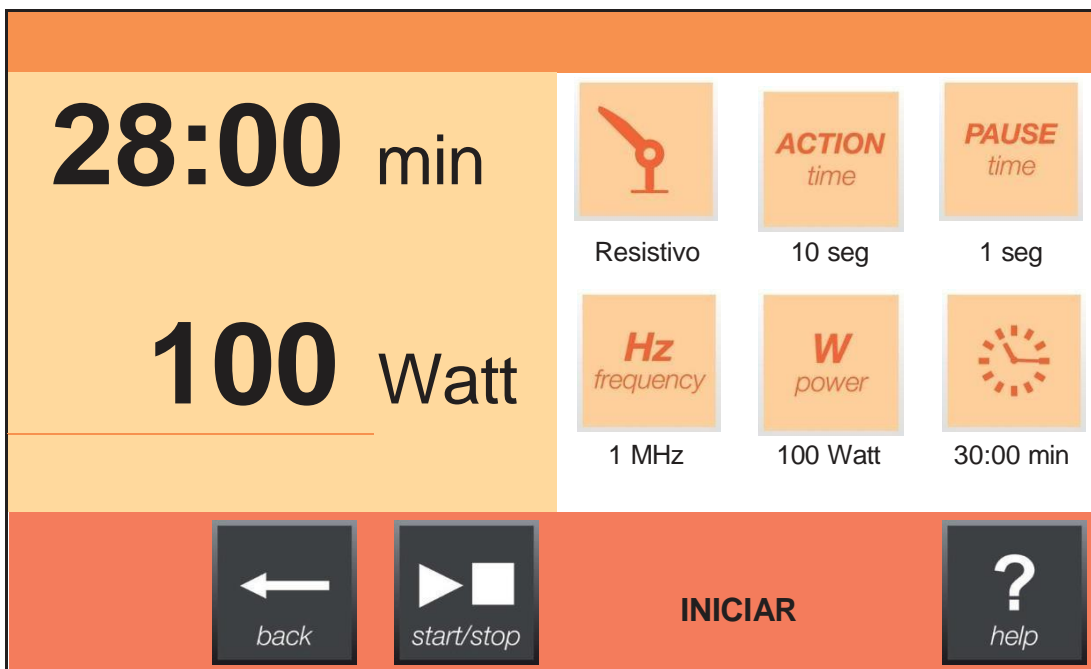 28:00 min
100 Watt
ACTION
time
PAUSE
time
Resistivo
10 seg
1 seg
Hz
frequency
W
power
1 MHz
100 Watt
30:00 min
back
start/stop
INICIAR
?
help